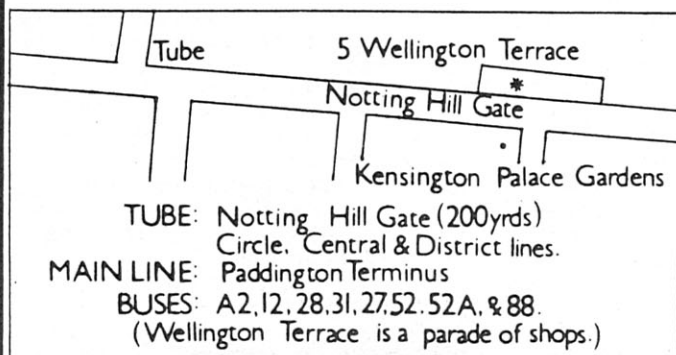 Tube
5 Wellington Terrace
*
Notting Hill Gate
Kensington Palace Gardens
TUBE: Notting Hill Gate (200yrds)
Circle. Central & District lines.
MAIN LINE: Paddington Terminus
BUSES: A2, 12, 28, 31, 27, 52. 52A, & 88.
(Wellington Terrace is a parade of shops.)